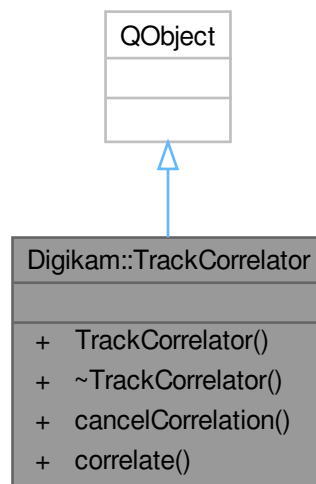 QObject
Digikam::TrackCorrelator
+ TrackCorrelator()
+ ~TrackCorrelator()
+ cancelCorrelation()
+ correlate()